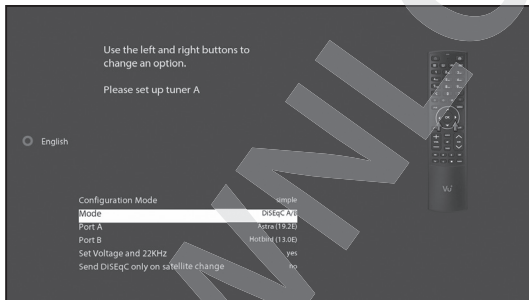 Use the left and right buttons to
change an option.
Please set up tuner A
English
Configuration Mode simple
Mode DiSEqC A/B
Port A Astra (19.2E)
Port B Hotbird (13.0E)
Set Voltage and 22KHz yes
Send DiSEqC only on satellite change no